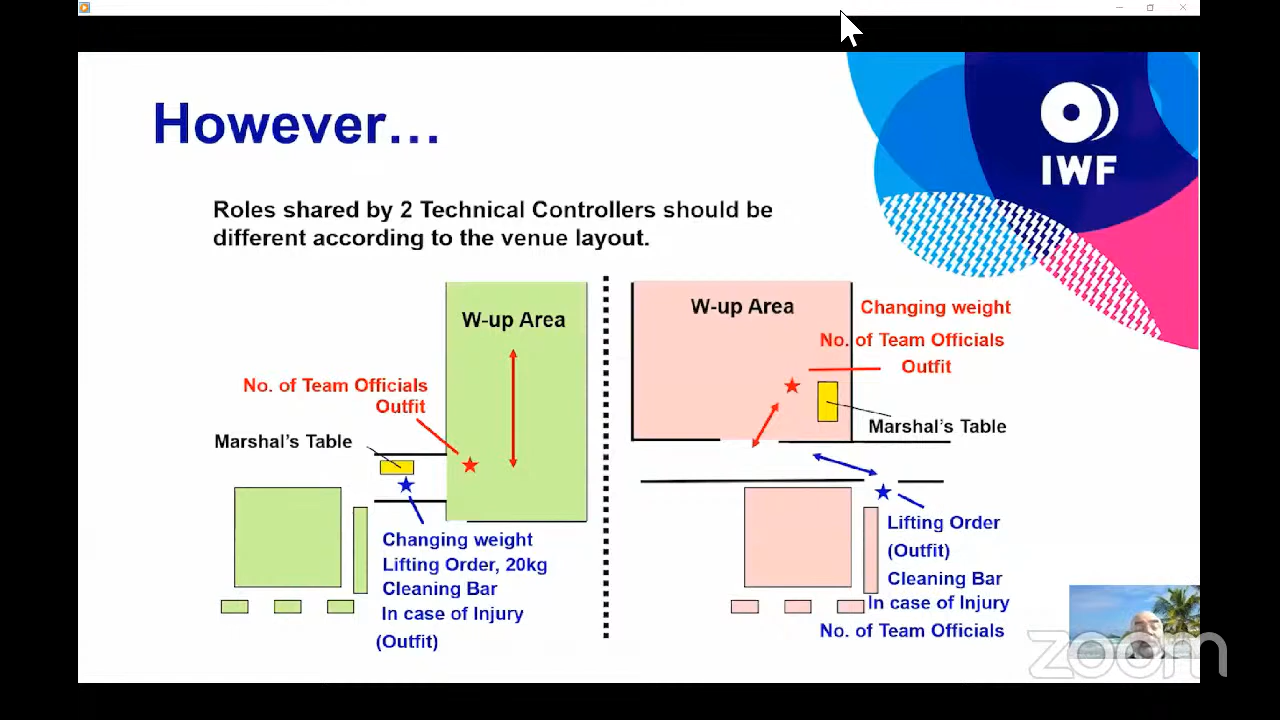 However…
IWF
Roles shared by 2 Technical Controllers should be
different according to the venue layout.
W-up Area
No. of Team Officials
Outfit
Marshal's Table
Changing weight
Lifting Order, 20kg
Cleaning Bar
In case of Injury
(Outfit)
W-up Area
Changing weight
No. of Team Officials
Outfit
Marshal's Table
Lifting Order
(Outfit)
Cleaning Bar
In case of Injury
No. of Team Officials
zoom